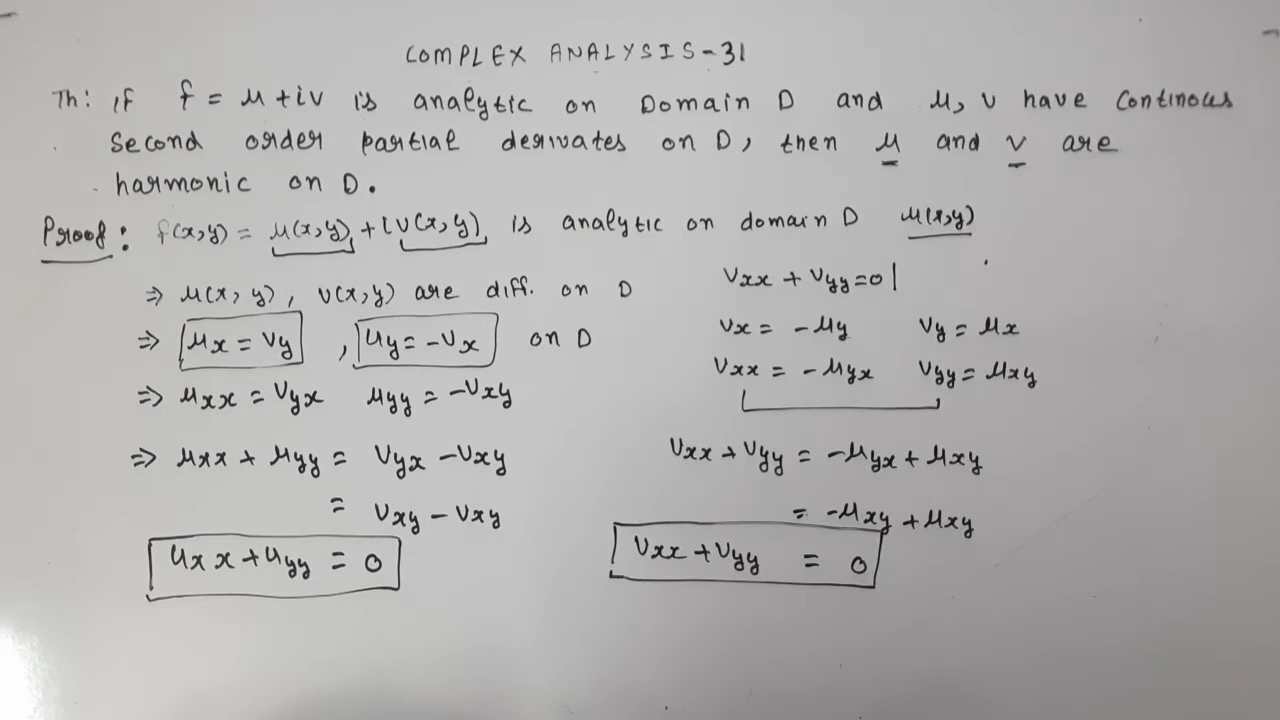 COMPLEX ANALYSIS-31
Th: if f = u+iv is analytic on Domain D and u, v have Continous
Second order partial derivates on D, then u and v are
harmonic on D.
Proof: f(x,y) = u(x,y) + i v(x,y) is analytic on domain D u(x,y)
⇒ u(x, y), v(x,y) are diff. on D
⇒ ux = vy , uy = -vx on D
⇒ uxx = vyx uyy = -vxy
⇒ uxx + uyy = vyx - vxy
= vxy - vxy
uxx + uyy = 0
vxx + vyy = 0
vx = -uy vy = ux
vxx = -uyx vyy = uxy
vxx + vyy = -uyx + uxy
= -uxy + uxy
vxx + vyy = 0